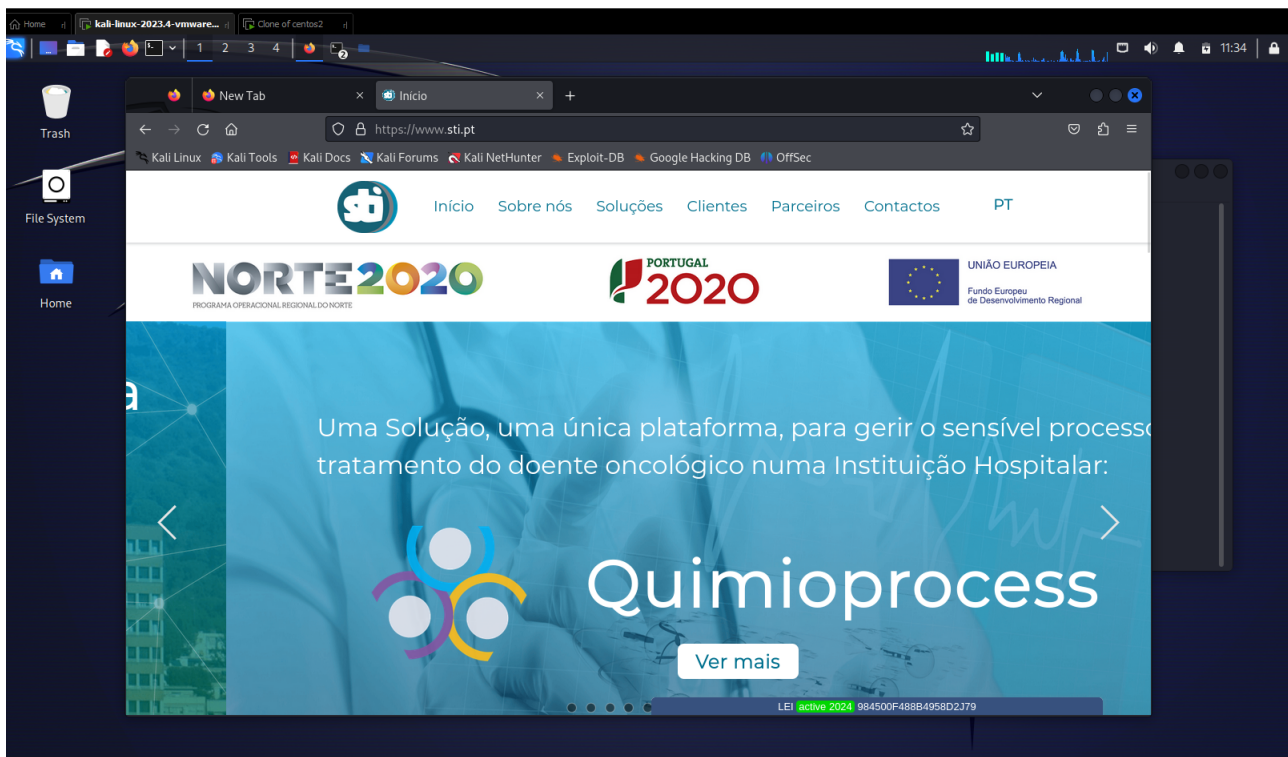 Home
kali-linux-2023.4-vmware...
Clone of centos2
1 2 3 4
2
11:34
Trash
File System
Home
New Tab
Início
https://www.sti.pt
Kali Linux Kali Tools Kali Docs Kali Forums Kali NetHunter Exploit-DB Google Hacking DB OffSec
sti
Início Sobre nós Soluções Clientes Parceiros Contactos PT
NORTE2020
PROGRAMA OPERACIONAL REGIONAL DO NORTE
PORTUGAL
2020
UNIÃO EUROPEIA
Fundo Europeu
de Desenvolvimento Regional
a
Uma Solução, uma única plataforma, para gerir o sensível processo
tratamento do doente oncológico numa Instituição Hospitalar:
Quimioprocess
Ver mais
LEI active 2024 984500F488B4958D2J79